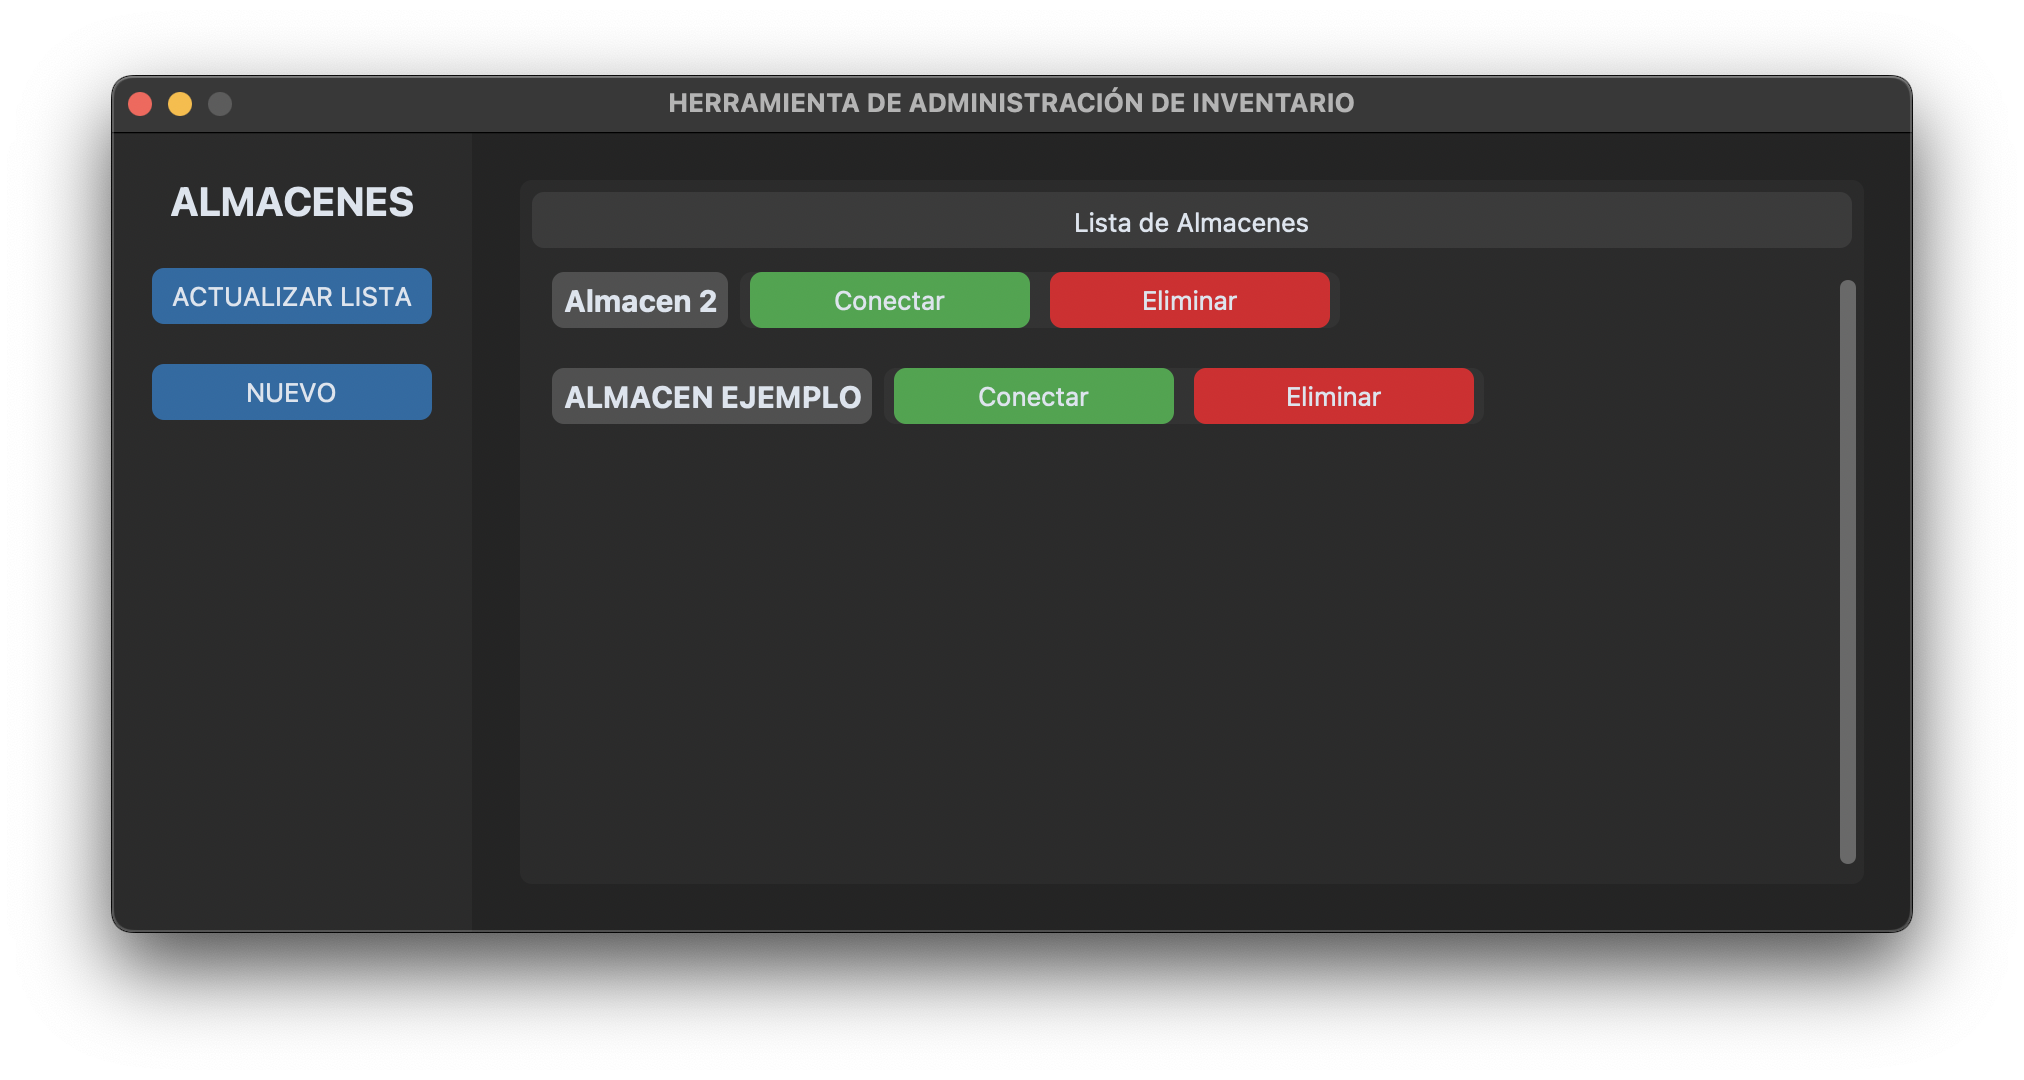 HERRAMIENTA DE ADMINISTRACIÓN DE INVENTARIO
ALMACENES
ACTUALIZAR LISTA
NUEVO
Lista de Almacenes
Almacen 2 Conectar Eliminar
ALMACEN EJEMPLO Conectar Eliminar